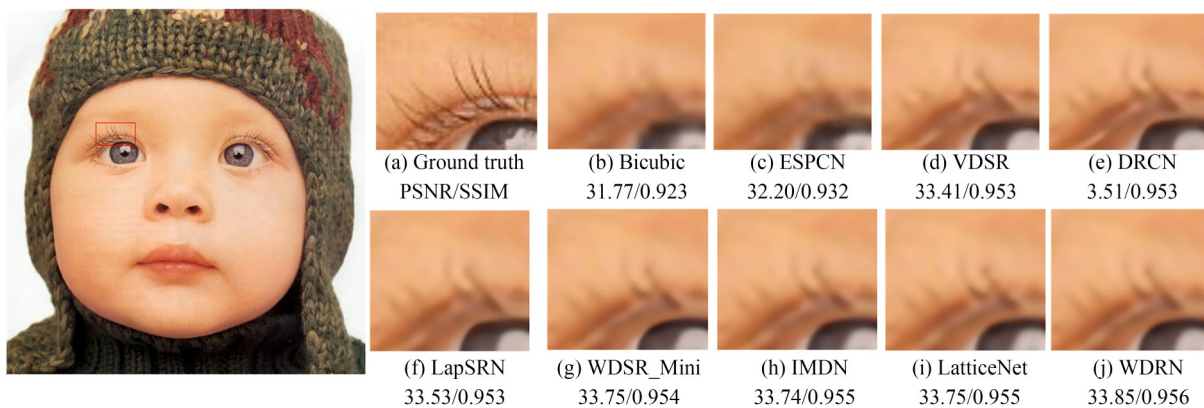 (a) Ground truth (b) Bicubic (c) ESPCN (d) VDSR (e) DRCN
PSNR/SSIM 31.77/0.923 32.20/0.932 33.41/0.953 3.51/0.953
(f) LapSRN (g) WDSR_Mini (h) IMDN (i) LatticeNet (j) WDRN
33.53/0.953 33.75/0.954 33.74/0.955 33.75/0.955 33.85/0.956